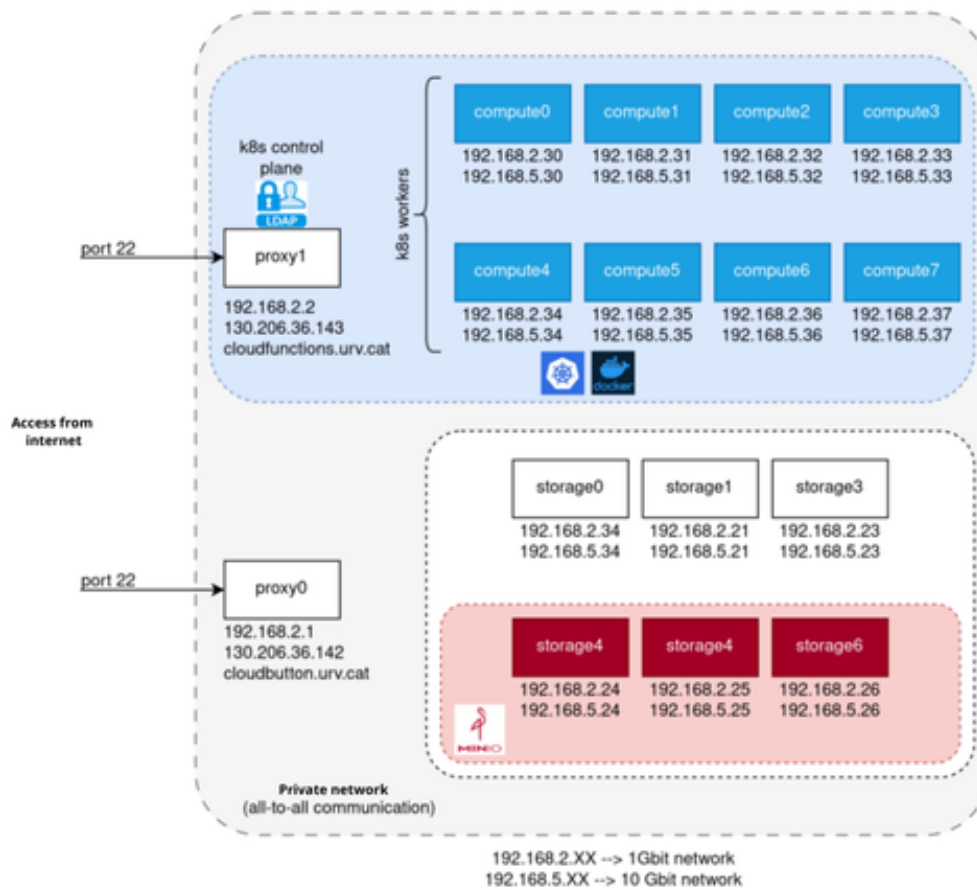 k8s control
plane
LDAP
port 22
proxy1
192.168.2.2
130.206.36.143
cloudfunctions.urv.cat
k8s workers
compute0
192.168.2.30
192.168.5.30
compute1
192.168.2.31
192.168.5.31
compute2
192.168.2.32
192.168.5.32
compute3
192.168.2.33
192.168.5.33
compute4
192.168.2.34
192.168.5.34
compute5
192.168.2.35
192.168.5.35
compute6
192.168.2.36
192.168.5.36
compute7
192.168.2.37
192.168.5.37
docker
Access from
internet
storage0
192.168.2.34
192.168.5.34
storage1
192.168.2.21
192.168.5.21
storage3
192.168.2.23
192.168.5.23
port 22
proxy0
192.168.2.1
130.206.36.142
cloudbutton.urv.cat
storage4
192.168.2.24
192.168.5.24
storage4
192.168.2.25
192.168.5.25
storage6
192.168.2.26
192.168.5.26
MINIO
Private network
(all-to-all communication)
192.168.2.XX --> 1Gbit network
192.168.5.XX --> 10 Gbit network